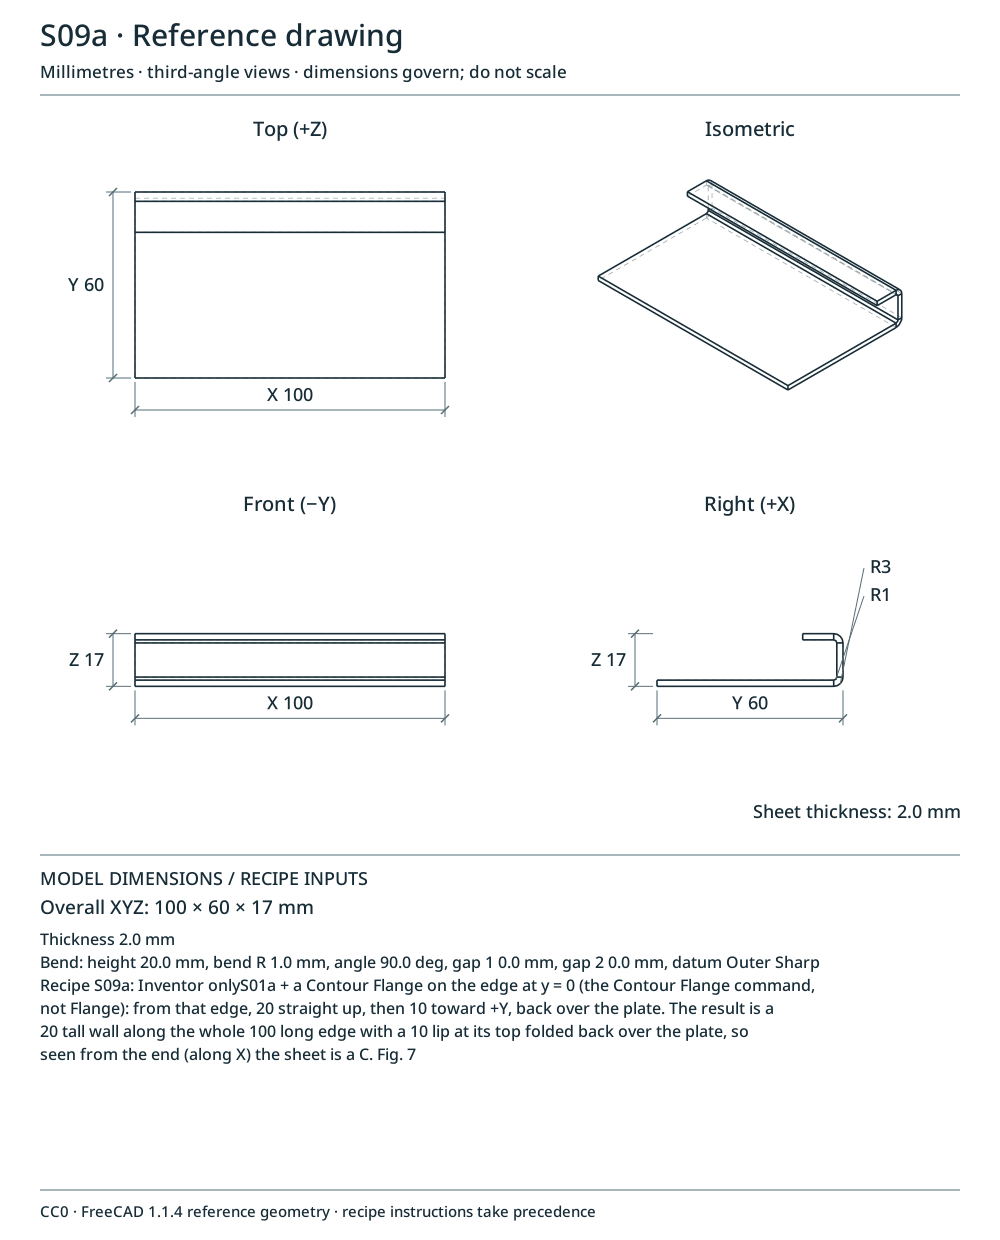 S09a · Reference drawing
Millimetres · third-angle views · dimensions govern; do not scale
Top (+Z)
Isometric
Y 60
X 100
Front (−Y)
Right (+X)
R3
R1
Z 17
X 100
Z 17
Y 60
Sheet thickness: 2.0 mm
MODEL DIMENSIONS / RECIPE INPUTS
Overall XYZ: 100 × 60 × 17 mm
Thickness 2.0 mm
Bend: height 20.0 mm, bend R 1.0 mm, angle 90.0 deg, gap 1 0.0 mm, gap 2 0.0 mm, datum Outer Sharp
Recipe S09a: Inventor onlyS01a + a Contour Flange on the edge at y = 0 (the Contour Flange command,
not Flange): from that edge, 20 straight up, then 10 toward +Y, back over the plate. The result is a
20 tall wall along the whole 100 long edge with a 10 lip at its top folded back over the plate, so
seen from the end (along X) the sheet is a C. Fig. 7
CC0 · FreeCAD 1.1.4 reference geometry · recipe instructions take precedence